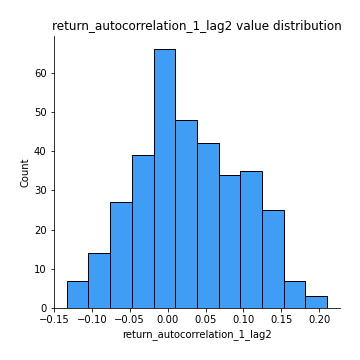 return_autocorrelation_1_lag2 value distribution
60
50
40
30
20
10
0
Count
−0.15 −0.10 −0.05 0.00 0.05 0.10 0.15 0.20
return_autocorrelation_1_lag2